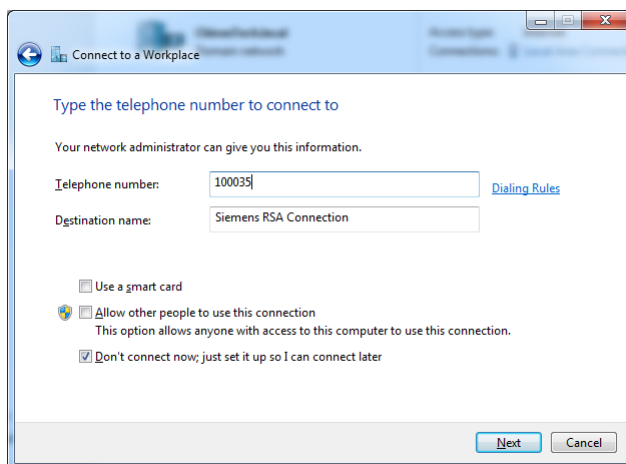 Connect to a Workplace
Type the telephone number to connect to
Your network administrator can give you this information.
Telephone number: 100035 Dialing Rules
Destination name: Siemens RSA Connection
Use a smart card
Allow other people to use this connection
This option allows anyone with access to this computer to use this connection.
Don't connect now; just set it up so I can connect later
Next Cancel